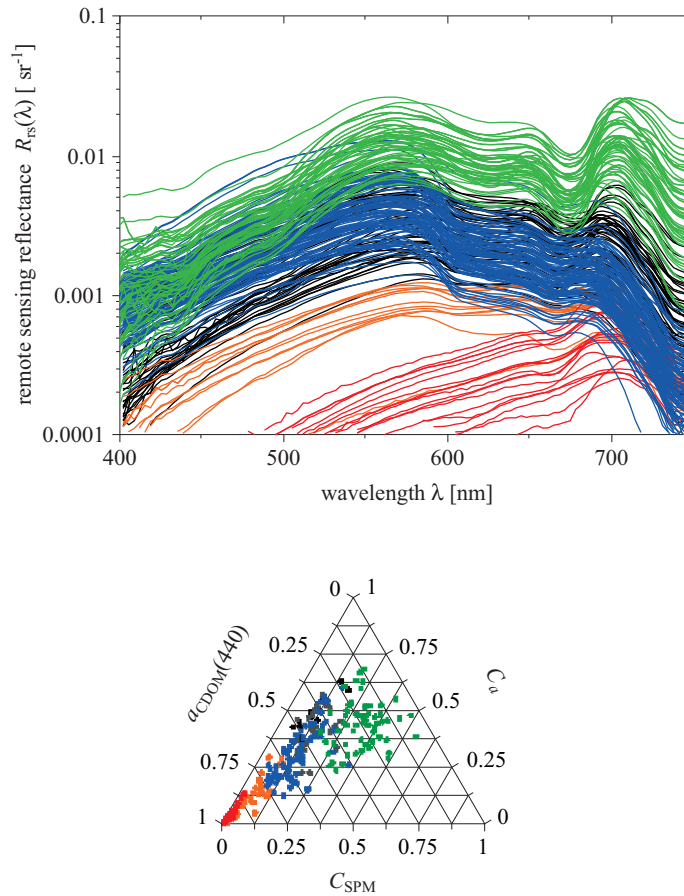 0.1
0.01
0.001
0.0001
remote sensing reflectance Rrs(λ) [ sr-1]
400 500 600 700
wavelength λ [nm]
0 1
0.25 0.75
aCDOM(440)
Ca
0.5 0.5
0.75 0.25
1 0
0 0.25 0.5 0.75 1
CSPM